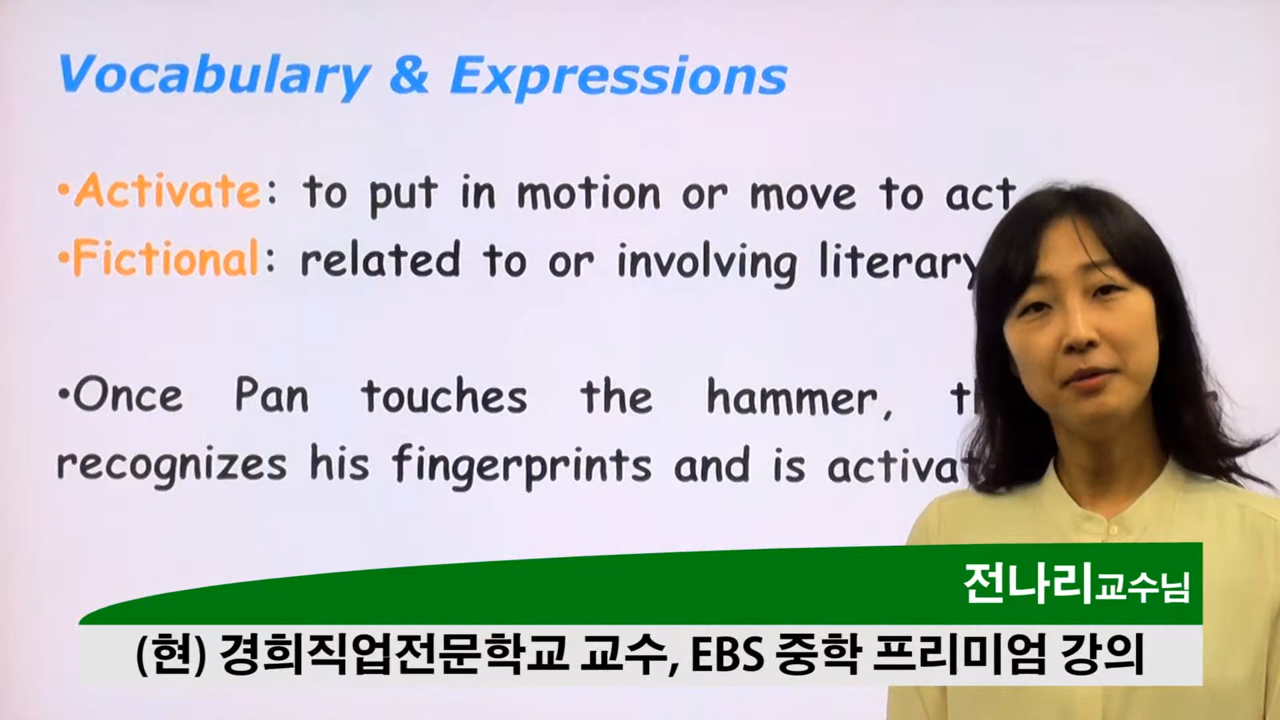 Vocabulary & Expressions
•Activate: to put in motion or move to act
•Fictional: related to or involving literary
•Once Pan touches the hammer,
recognizes his fingerprints and is
전나리교수님
(현) 경희직업전문학교 교수, EBS 중학 프리미엄 강의